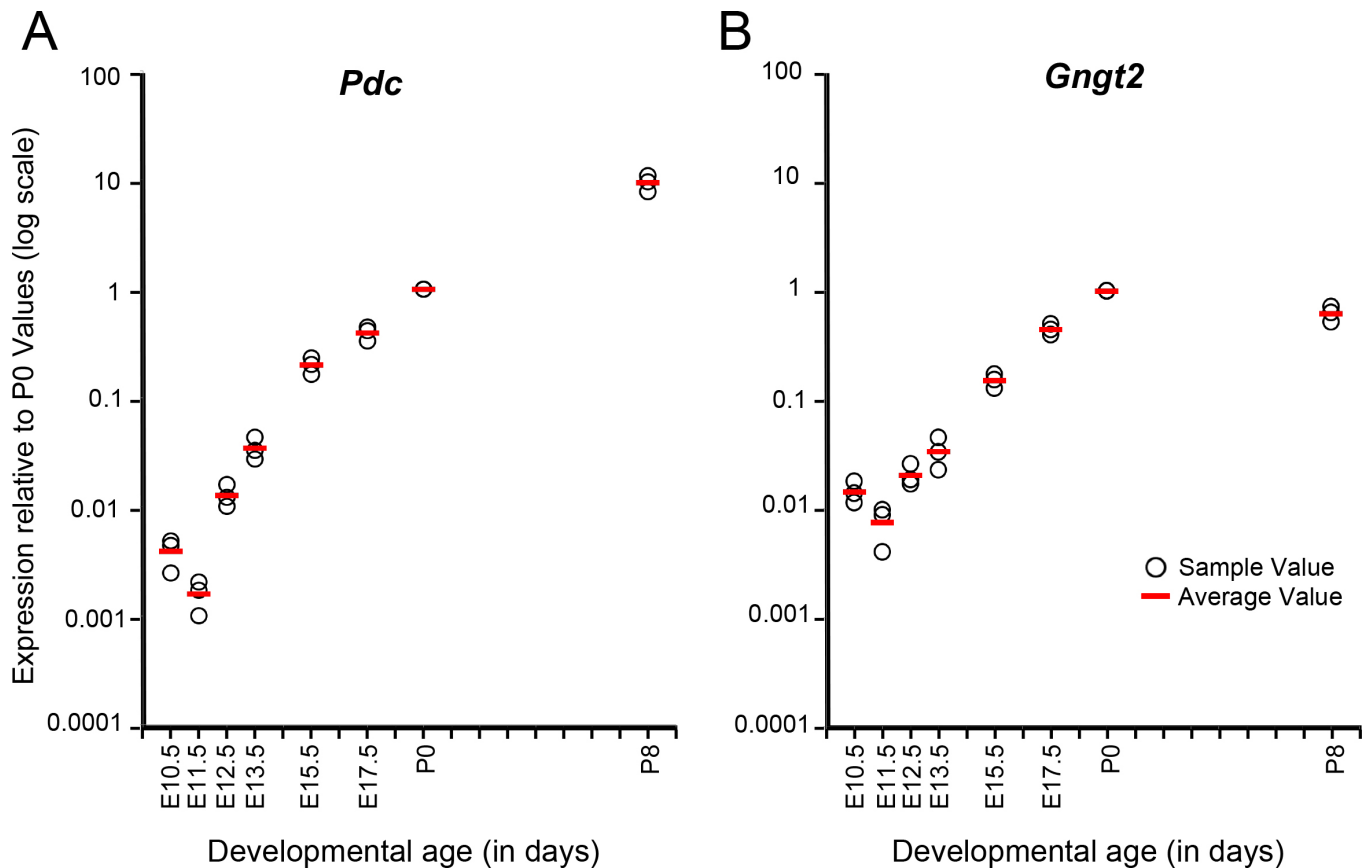 A
Pdc
Expression relative to P0 Values (log scale)
100
10
1
0.1
0.01
0.001
0.0001
E10.5
E11.5
E12.5
E13.5
E15.5
E17.5
P0
P8
Developmental age (in days)
B
Gngt2
100
10
1
0.1
0.01
0.001
0.0001
Sample Value
Average Value
E10.5
E11.5
E12.5
E13.5
E15.5
E17.5
P0
P8
Developmental age (in days)